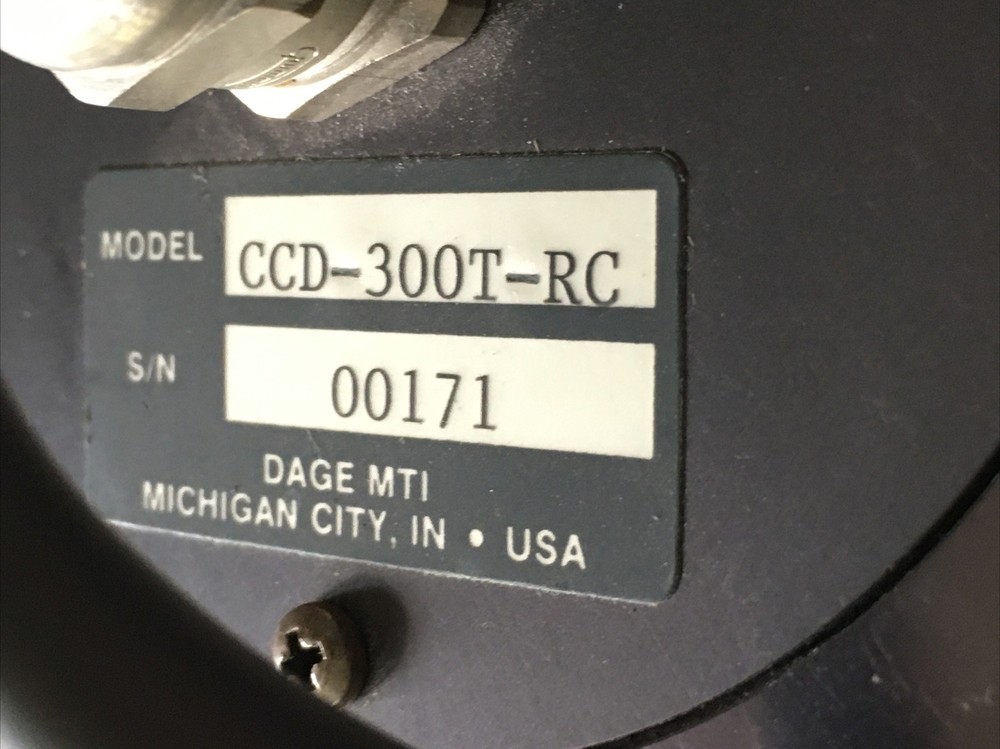 MODEL CCD-300T-RC
S/N 00171
DAGE MTI
MICHIGAN CITY, IN • USA